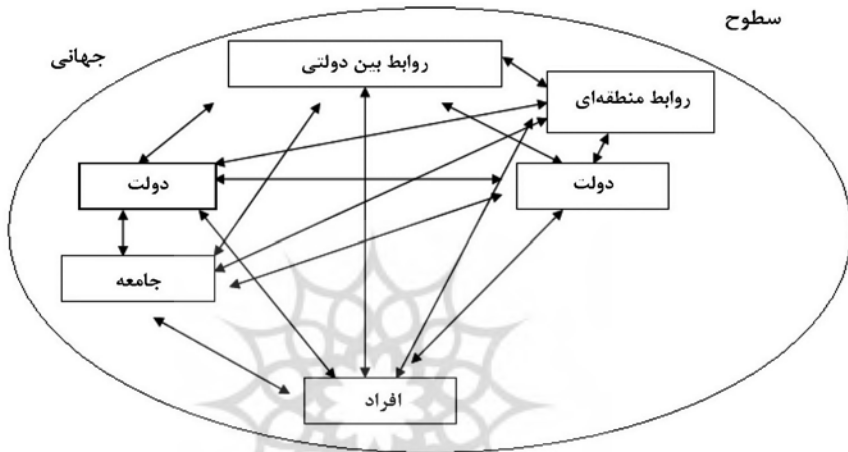 سطوح
جهانی
روابط بین دولتی
روابط منطقه‌ای
دولت
دولت
جامعه
افراد